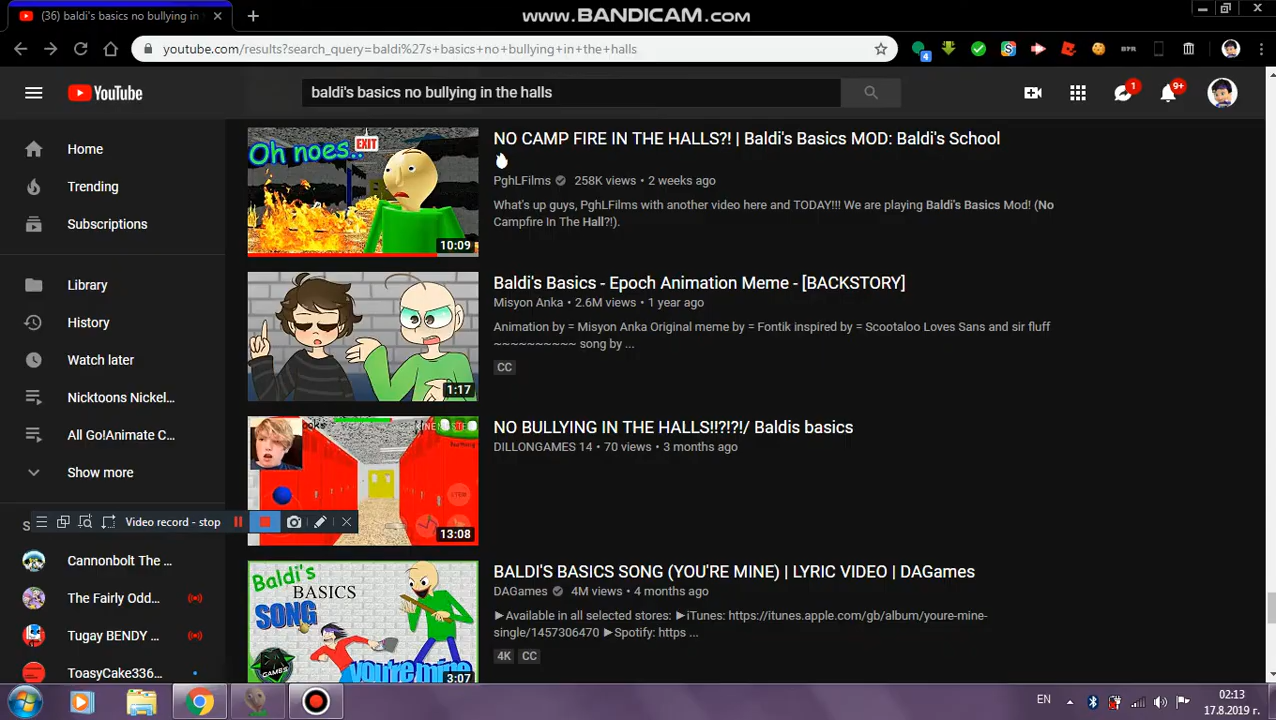 www.BANDICAM.com
(36) baldi's basics no bullying in
youtube.com/results?search_query=baldi%27s+basics+no+bullying+in+the+halls
4
YouTube
baldi's basics no bullying in the halls
1
9+
Home
Trending
Subscriptions
Library
History
Watch later
Nicktoons Nickel...
All Go!Animate C...
Show more
S
Cannonbolt The ...
The Fairly Odd...
Tugay BENDY ...
ToasyCake336...
Oh noes..
EXIT
10:09
NO CAMP FIRE IN THE HALLS?! | Baldi's Basics MOD: Baldi's School
PghLFilms 258K views • 2 weeks ago
What's up guys, PghLFilms with another video here and TODAY!!! We are playing Baldi's Basics Mod! (No
Campfire In The Hall?!).
1:17
Baldi's Basics - Epoch Animation Meme - [BACKSTORY]
Misyon Anka • 2.6M views • 1 year ago
Animation by = Misyon Anka Original meme by = Fontik inspired by = Scootaloo Loves Sans and sir fluff
~~~~~~~~~~ song by ...
CC
13:08
NO BULLYING IN THE HALLS!!?!?!/ Baldis basics
DILLONGAMES 14 • 70 views • 3 months ago
Video record - stop
Baldi's
BASICS
SONG
GAMES
you're mine
3:07
BALDI'S BASICS SONG (YOU'RE MINE) | LYRIC VIDEO | DAGames
DAGames 4M views • 4 months ago
►Available in all selected stores: ►iTunes: https://itunes.apple.com/gb/album/youre-mine-
single/1457306470 ►Spotify: https ...
4K CC
EN
02:13
17.8.2019 г.